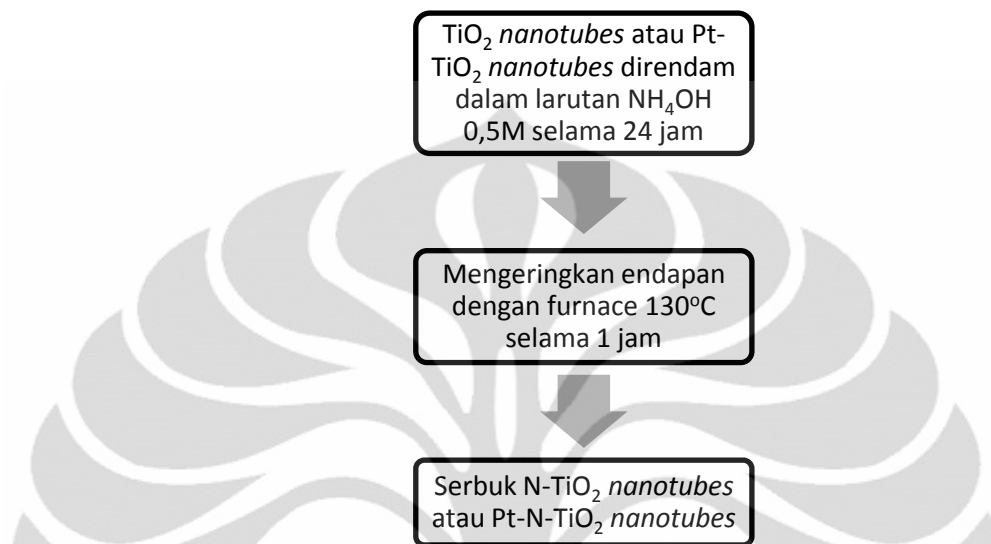 TiO₂ nanotubes atau Pt-
TiO₂ nanotubes direndam
dalam larutan NH₄OH
0,5M selama 24 jam
Mengeringkan endapan
dengan furnace 130ᵒC
selama 1 jam
Serbuk N-TiO₂ nanotubes
atau Pt-N-TiO₂ nanotubes